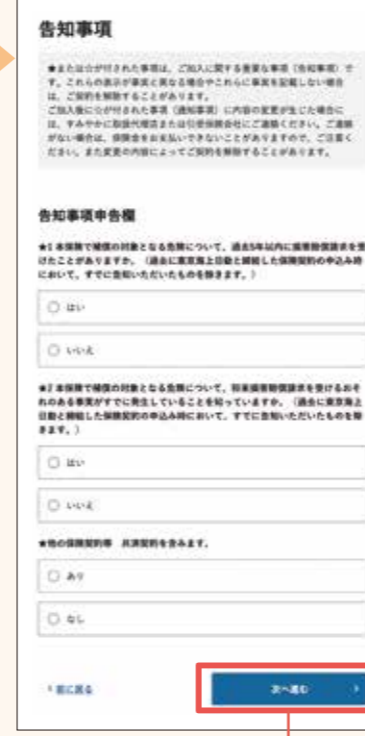 告知事項
★または☆が付された事項は、ご加入に関する重要な事項（告知事項）で
す。これらの表示が事実と異なる場合やこれらに事実を記載しない場合
は、ご契約を解除することがあります。
ご加入後に☆が付された事項（通知事項）に内容の変更が生じた場合に
は、すみやかに取扱代理店または引受保険会社にご連絡ください。ご連絡
がない場合は、保険金をお支払いできないことがありますので、ご注意く
ださい。また変更の内容によってご契約を解除することがあります。
告知事項申告欄
★1 本保険で補償の対象となる危険について、過去5年以内に損害賠償請求を受
けたことがありますか。（過去に東京海上日動と締結した保険契約の申込み時
において、すでに告知いただいたものを除きます。）
はい
いいえ
★2 本保険で補償の対象となる危険について、将来損害賠償請求を受けるおそ
れのある事実がすでに発生していることを知っていますか。（過去に東京海上
日動と締結した保険契約の申込み時において、すでに告知いただいたものを除
きます。）
はい
いいえ
★他の保険契約等 共済契約を含みます。
あり
なし
前に戻る
次へ進む